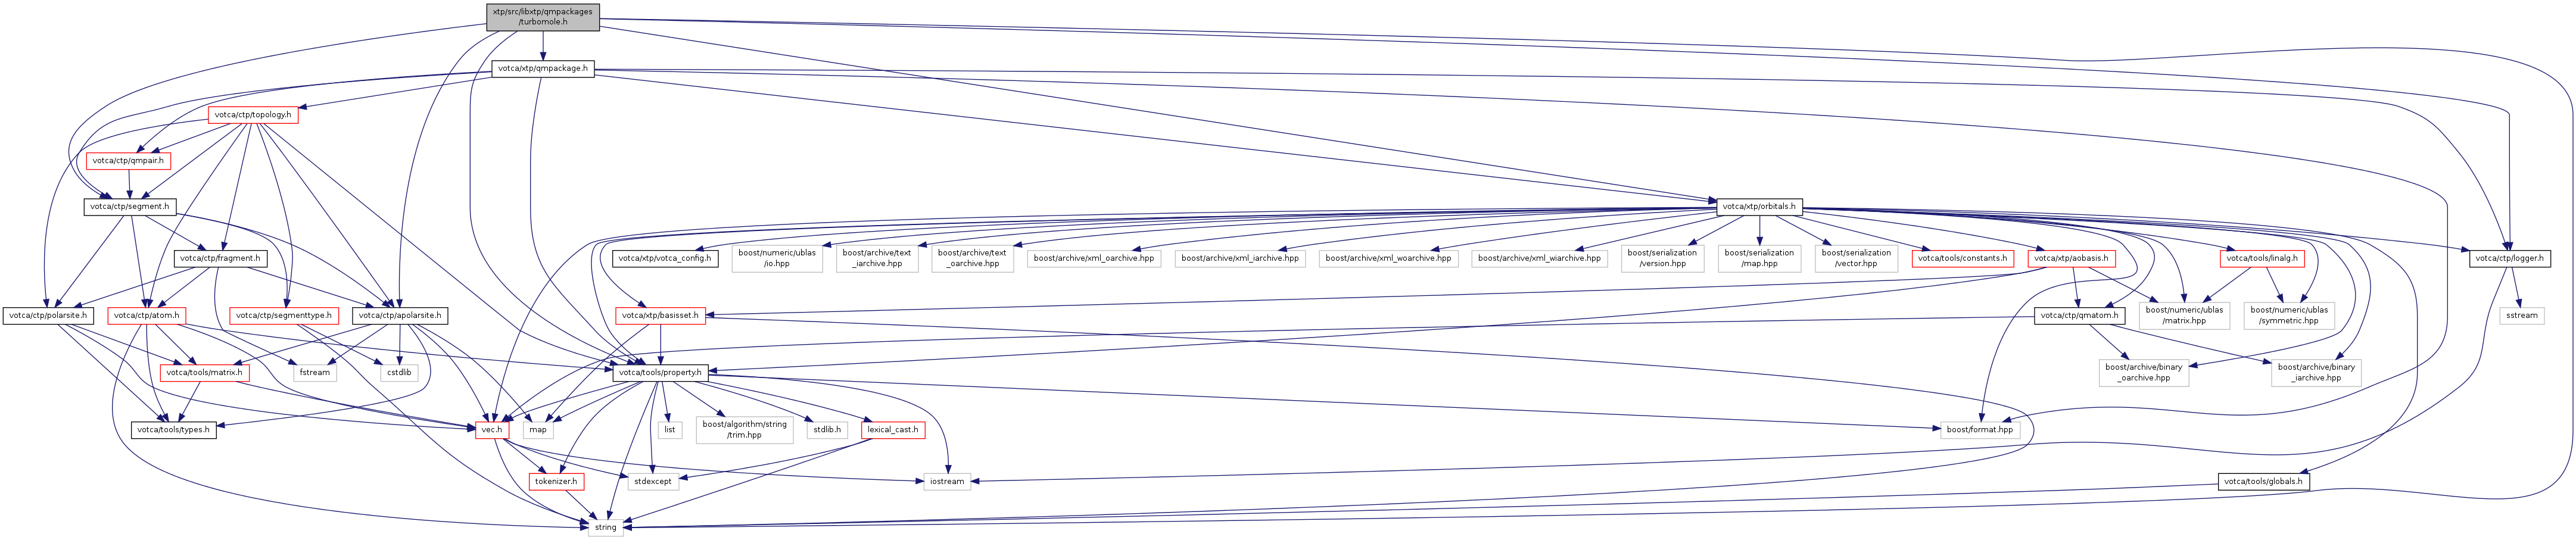 xtp/src/libxtp/qmpackages
/turbomole.h
votca/xtp/qmpackage.h
votca/ctp/topology.h
votca/ctp/qmpair.h
votca/ctp/segment.h
votca/xtp/orbitals.h
votca/ctp/fragment.h
votca/xtp/votca_config.h
boost/numeric/ublas
/io.hpp
boost/archive/text
_iarchive.hpp
boost/archive/text
_oarchive.hpp
boost/archive/xml_oarchive.hpp
boost/archive/xml_iarchive.hpp
boost/archive/xml_woarchive.hpp
boost/archive/xml_wiarchive.hpp
boost/serialization
/version.hpp
boost/serialization
/map.hpp
boost/serialization
/vector.hpp
votca/tools/constants.h
votca/xtp/aobasis.h
votca/tools/linalg.h
votca/ctp/logger.h
votca/ctp/polarsite.h
votca/ctp/atom.h
votca/ctp/segmenttype.h
votca/ctp/apolarsite.h
votca/xtp/basisset.h
votca/ctp/qmatom.h
boost/numeric/ublas
/matrix.hpp
boost/numeric/ublas
/symmetric.hpp
sstream
votca/tools/matrix.h
fstream
cstdlib
votca/tools/property.h
boost/archive/binary
_oarchive.hpp
boost/archive/binary
_iarchive.hpp
votca/tools/types.h
vec.h
map
list
boost/algorithm/string
/trim.hpp
stdlib.h
lexical_cast.h
boost/format.hpp
tokenizer.h
stdexcept
iostream
votca/tools/globals.h
string